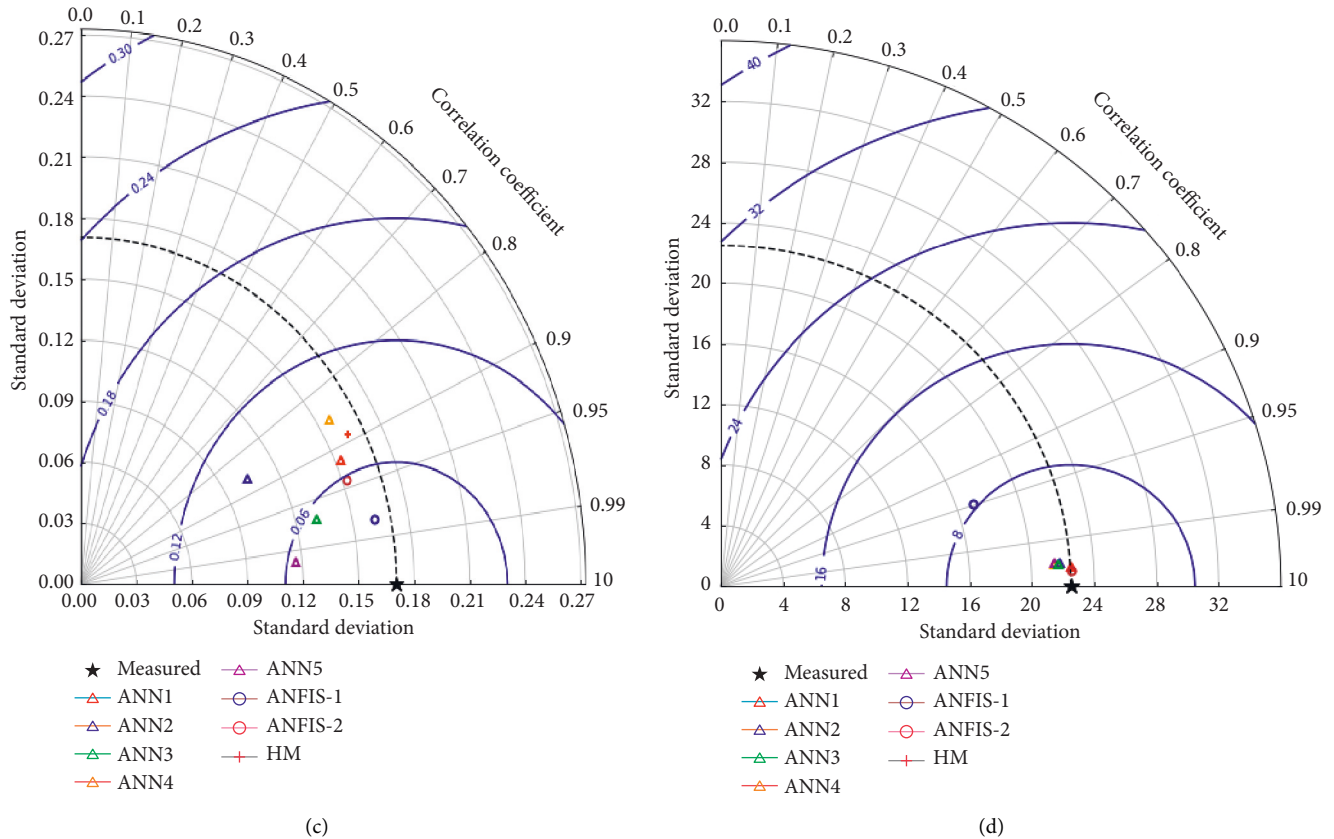 0.0
0.1
0.2
0.3
0.4
0.5
0.6
0.7
0.8
0.9
0.95
0.99
10
Correlation coefficient
Standard deviation
0.27
0.24
0.21
0.18
0.15
0.12
0.09
0.06
0.03
0.00
0.30
0.24
0.18
0.12
0.06
0.00 0.03 0.06 0.09 0.12 0.15 0.18 0.21 0.24 0.27
Standard deviation
Measured
ANN1
ANN2
ANN3
ANN4
ANN5
ANFIS-1
ANFIS-2
HM
(c)
0.0
0.1
0.2
0.3
0.4
0.5
0.6
0.7
0.8
0.9
0.95
0.99
10
Correlation coefficient
Standard deviation
32
28
24
20
16
12
8
4
0
40
32
24
16
8
0 4 8 12 16 20 24 28 32
Standard deviation
Measured
ANN1
ANN2
ANN3
ANN4
ANN5
ANFIS-1
ANFIS-2
HM
(d)